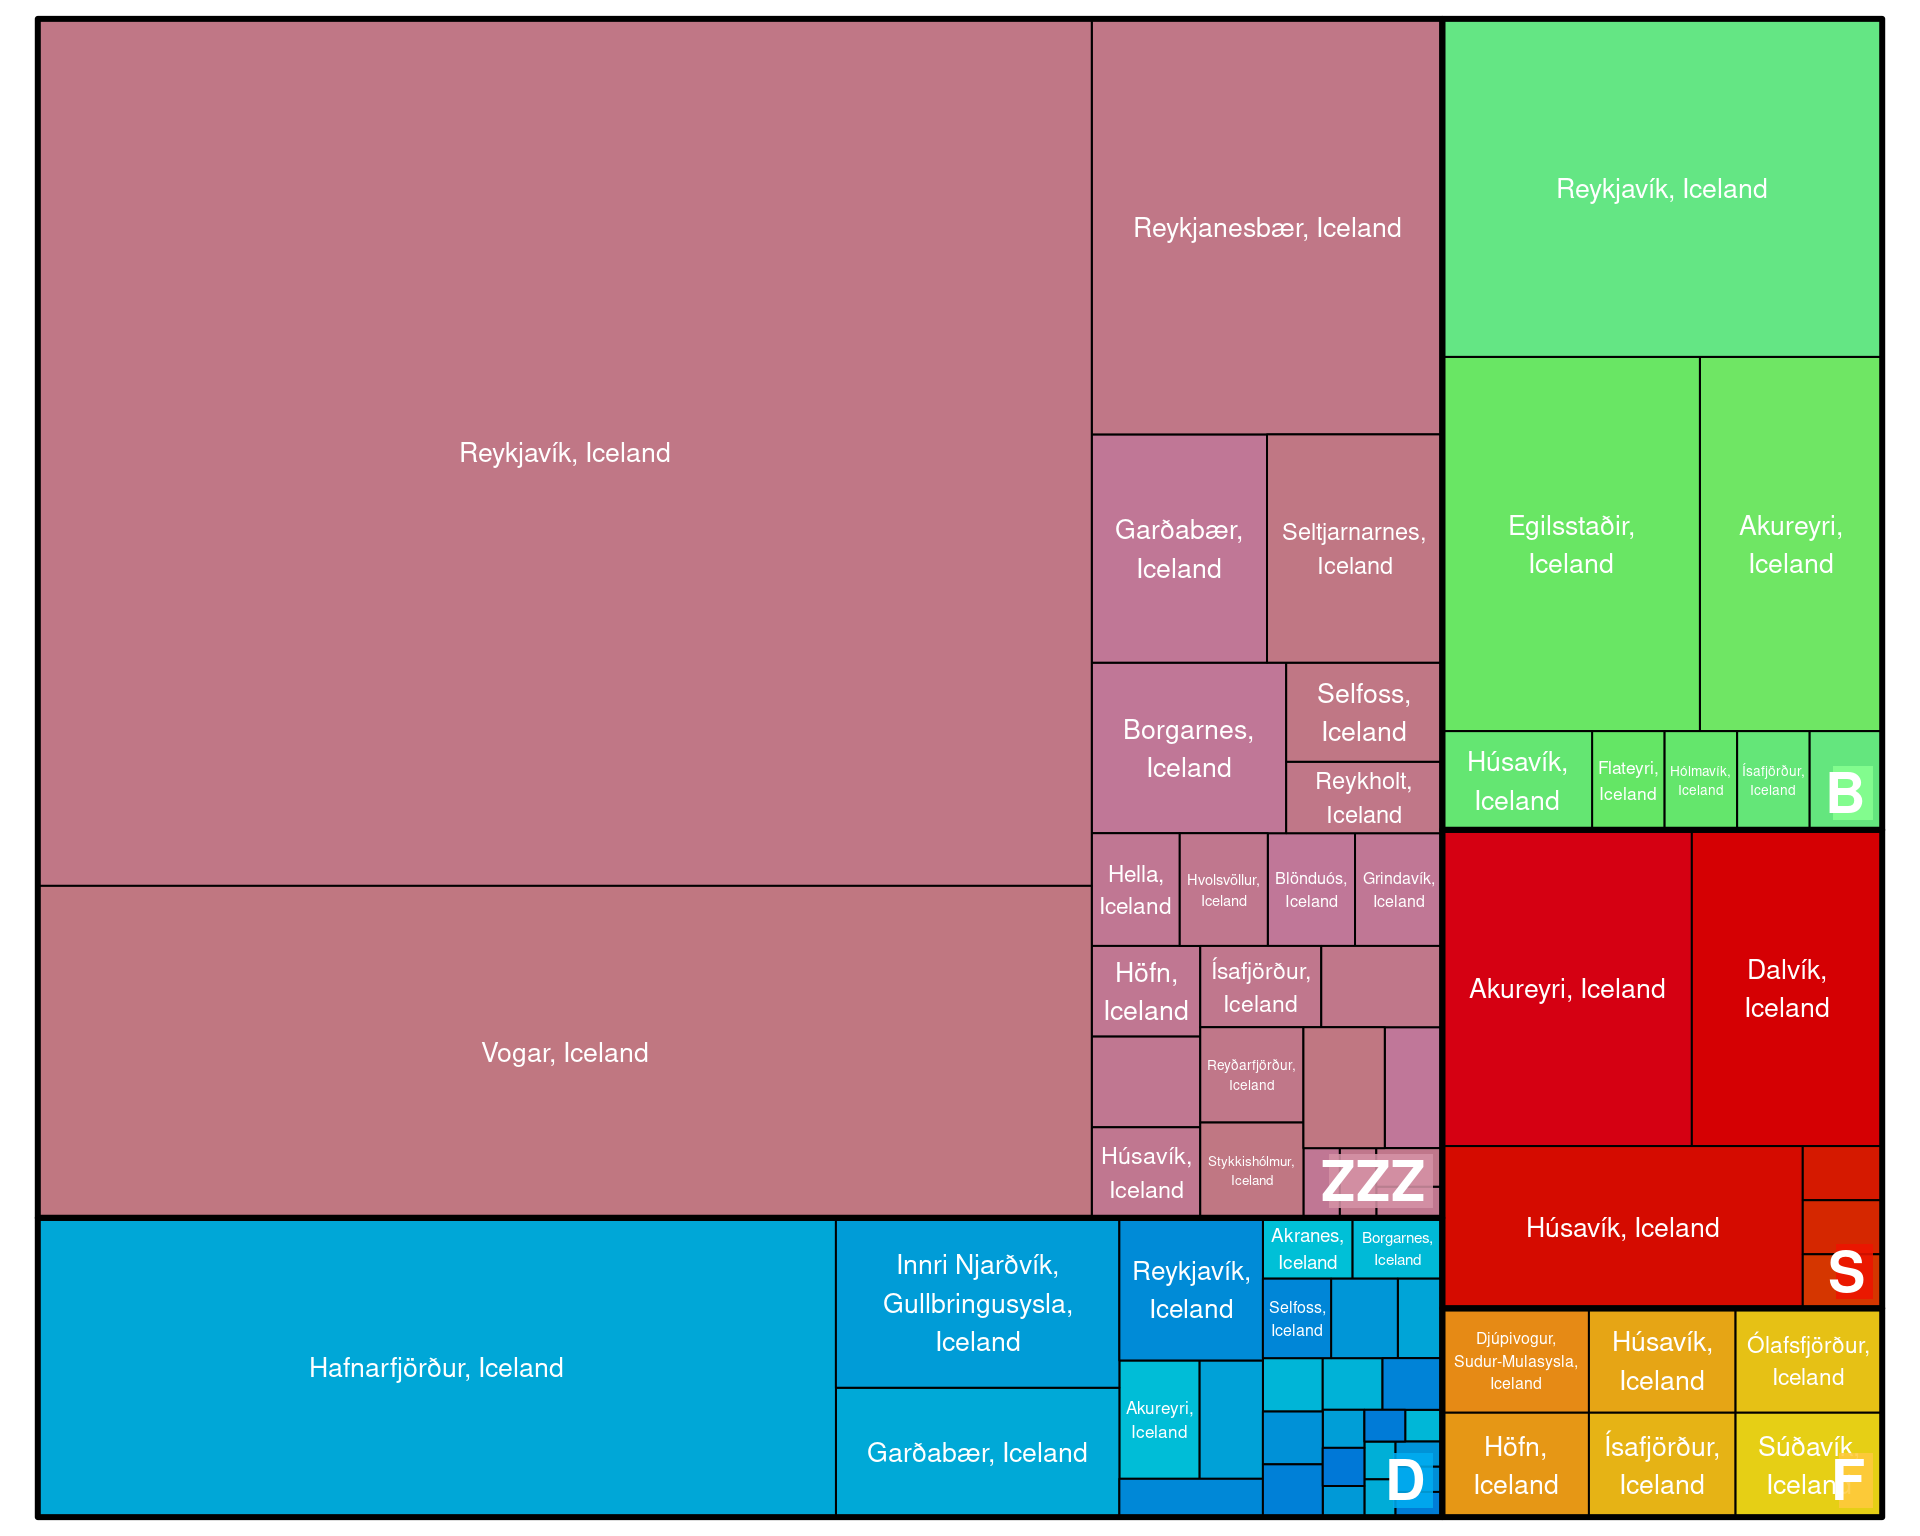 Reykjavík, Iceland
Vogar, Iceland
Reykjanesbær, Iceland
Garðabær,
Iceland
Seltjarnarnes,
Iceland
Borgarnes,
Iceland
Selfoss,
Iceland
Reykholt,
Iceland
Hella,
Iceland
Hvolsvöllur,
Iceland
Blönduós,
Iceland
Grindavík,
Iceland
Höfn,
Iceland
Ísafjörður,
Iceland
Reyðarfjörður,
Iceland
Húsavík,
Iceland
Stykkishólmur,
Iceland
ZZZ
Reykjavík, Iceland
Egilsstaðir,
Iceland
Akureyri,
Iceland
Húsavík,
Iceland
Flateyri,
Iceland
Hólmavík,
Iceland
Ísafjörður,
Iceland
B
Akureyri, Iceland
Dalvík,
Iceland
Húsavík, Iceland
S
Hafnarfjörður, Iceland
Innri Njarðvík,
Gullbringusysla,
Iceland
Garðabær, Iceland
Reykjavík,
Iceland
Akureyri,
Iceland
Akranes,
Iceland
Borgarnes,
Iceland
Selfoss,
Iceland
D
Djúpivogur,
Sudur-Mulasysla,
Iceland
Húsavík,
Iceland
Ólafsfjörður,
Iceland
Höfn,
Iceland
Ísafjörður,
Iceland
Súðavík,
Iceland
F